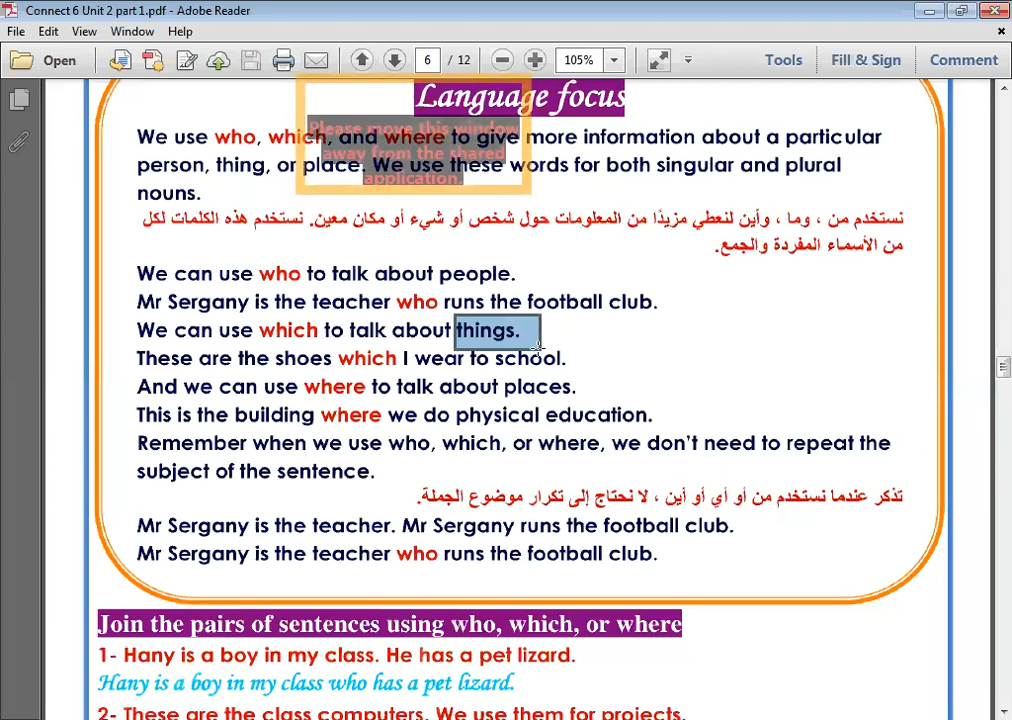 Connect 6 Unit 2 part 1.pdf - Adobe Reader
File Edit View Window Help
Open 6 / 12 105% Tools Fill & Sign Comment
Language focus
We use who, which, and where to give more information about a particular
person, thing, or place. We use these words for both singular and plural
nouns.
Please move this window
away from the shared
application.
نستخدم من ، وما ، وأين لنعطي مزيدًا من المعلومات حول شخص أو شيء أو مكان معين. نستخدم هذه الكلمات لكل
من الأسماء المفردة والجمع.
We can use who to talk about people.
Mr Sergany is the teacher who runs the football club.
We can use which to talk about things.
These are the shoes which I wear to school.
And we can use where to talk about places.
This is the building where we do physical education.
Remember when we use who, which, or where, we don't need to repeat the
subject of the sentence.
تذكر عندما نستخدم من أو أي أو أين ، لا نحتاج إلى تكرار موضوع الجملة.
Mr Sergany is the teacher. Mr Sergany runs the football club.
Mr Sergany is the teacher who runs the football club.
Join the pairs of sentences using who, which, or where
1- Hany is a boy in my class. He has a pet lizard.
Hany is a boy in my class who has a pet lizard.
2- These are the class computers. We use them for projects.